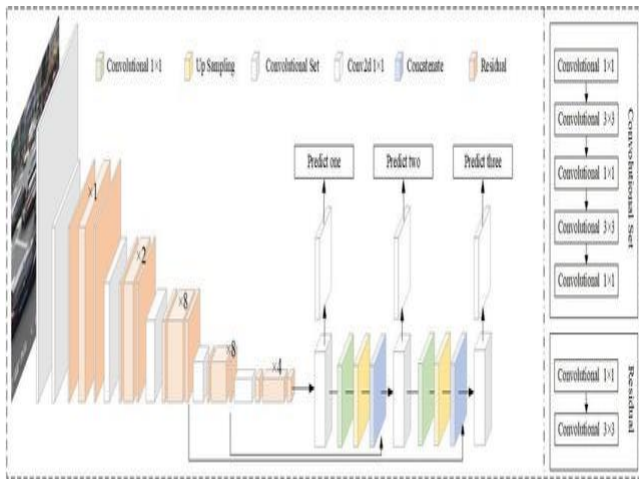 Convolutional 1×1
Up Sampling
Convolutional Set
Conv2d 1×1
Concatenate
Residual
×1
×2
×8
×8
×4
Predict one
Predict two
Predict three
Convolutional 1×1
Convolutional 3×3
Convolutional 1×1
Convolutional 3×3
Convolutional 1×1
Convolutional Set
Convolutional 1×1
Convolutional 3×3
Residual